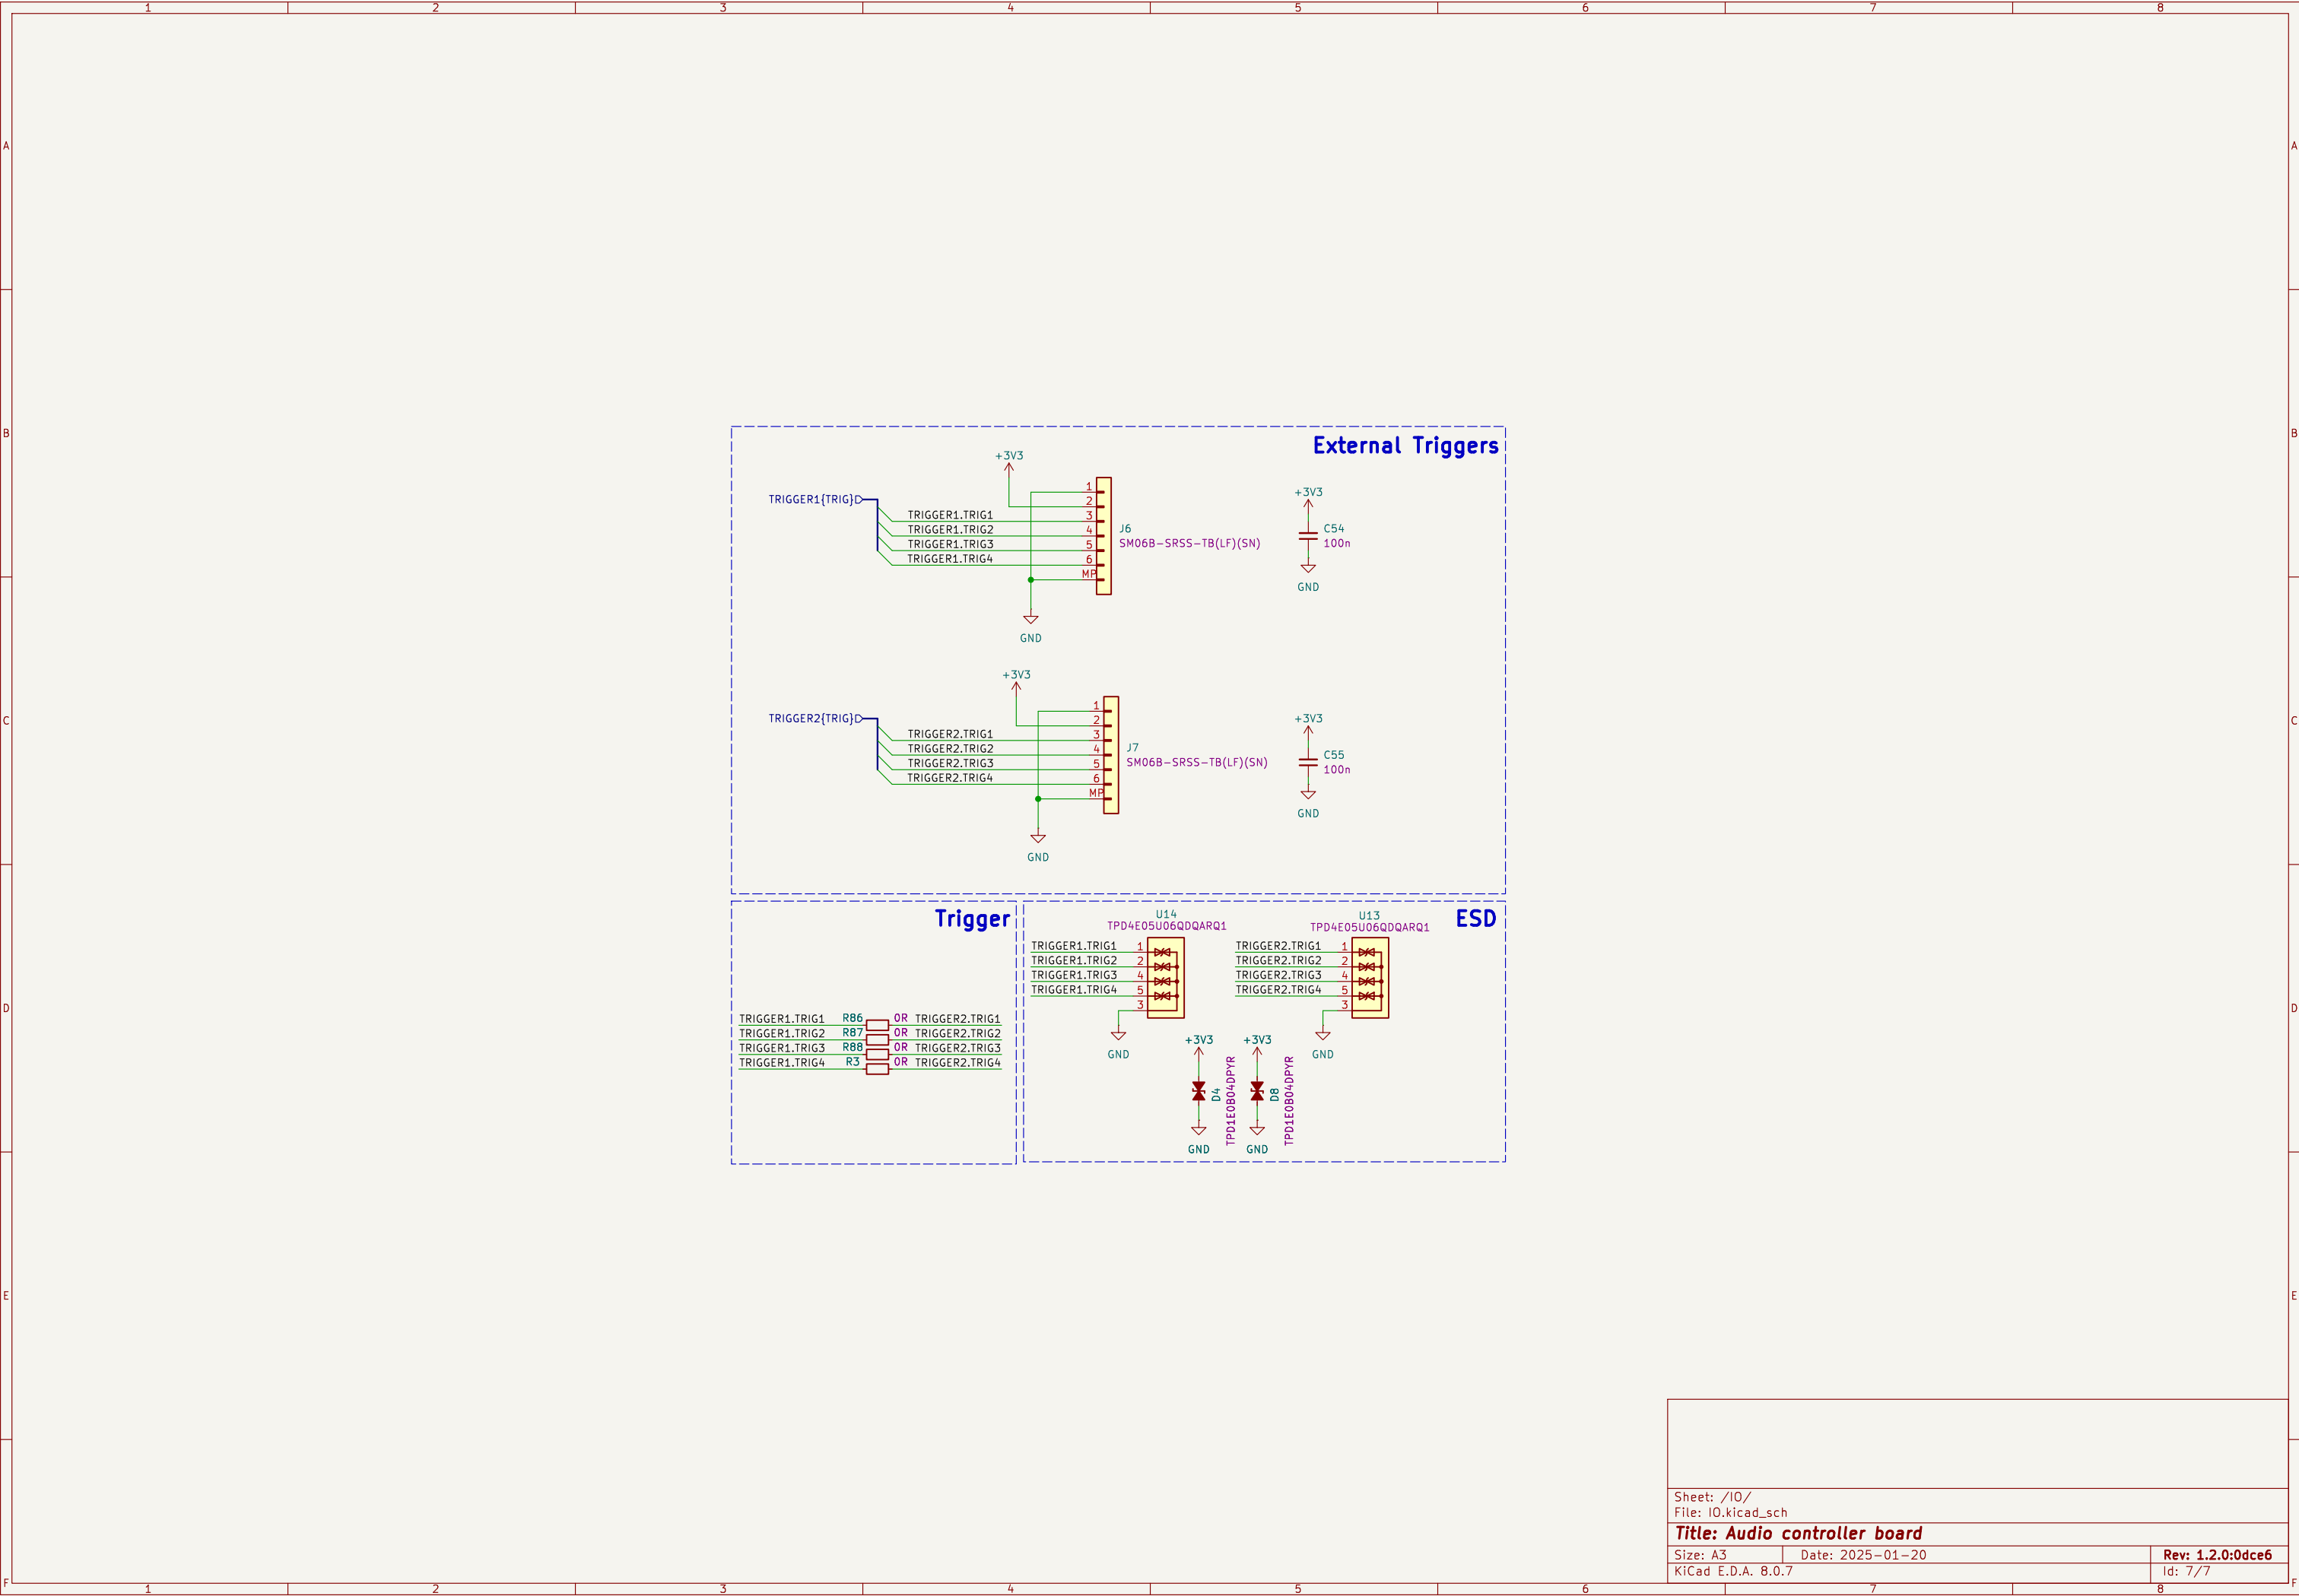 1 2 3 4 5 6 7 8
A A
B B
External Triggers
+3V3
TRIGGER1{TRIG}
TRIGGER1.TRIG1
TRIGGER1.TRIG2
TRIGGER1.TRIG3
TRIGGER1.TRIG4
1
2
3
4
5
6
MP
J6
SM06B-SRSS-TB(LF)(SN)
GND
+3V3
C54
100n
GND
C C
+3V3
TRIGGER2{TRIG}
TRIGGER2.TRIG1
TRIGGER2.TRIG2
TRIGGER2.TRIG3
TRIGGER2.TRIG4
1
2
3
4
5
6
MP
J7
SM06B-SRSS-TB(LF)(SN)
GND
+3V3
C55
100n
GND
D D
Trigger
TRIGGER1.TRIG1 R86 0R TRIGGER2.TRIG1
TRIGGER1.TRIG2 R87 0R TRIGGER2.TRIG2
TRIGGER1.TRIG3 R88 0R TRIGGER2.TRIG3
TRIGGER1.TRIG4 R3 0R TRIGGER2.TRIG4
ESD
U14
TPD4E05U06QDQARQ1
TRIGGER1.TRIG1 1
TRIGGER1.TRIG2 2
TRIGGER1.TRIG3 4
TRIGGER1.TRIG4 5
3
GND
U13
TPD4E05U06QDQARQ1
TRIGGER2.TRIG1 1
TRIGGER2.TRIG2 2
TRIGGER2.TRIG3 4
TRIGGER2.TRIG4 5
3
GND
+3V3
D4
TPD1E0B04DPYR
GND
+3V3
D8
TPD1E0B04DPYR
GND
E E
Sheet: /IO/
File: IO.kicad_sch
Title: Audio controller board
Size: A3 Date: 2025-01-20 Rev: 1.2.0:0dce6
KiCad E.D.A. 8.0.7 Id: 7/7
F F
1 2 3 4 5 6 7 8